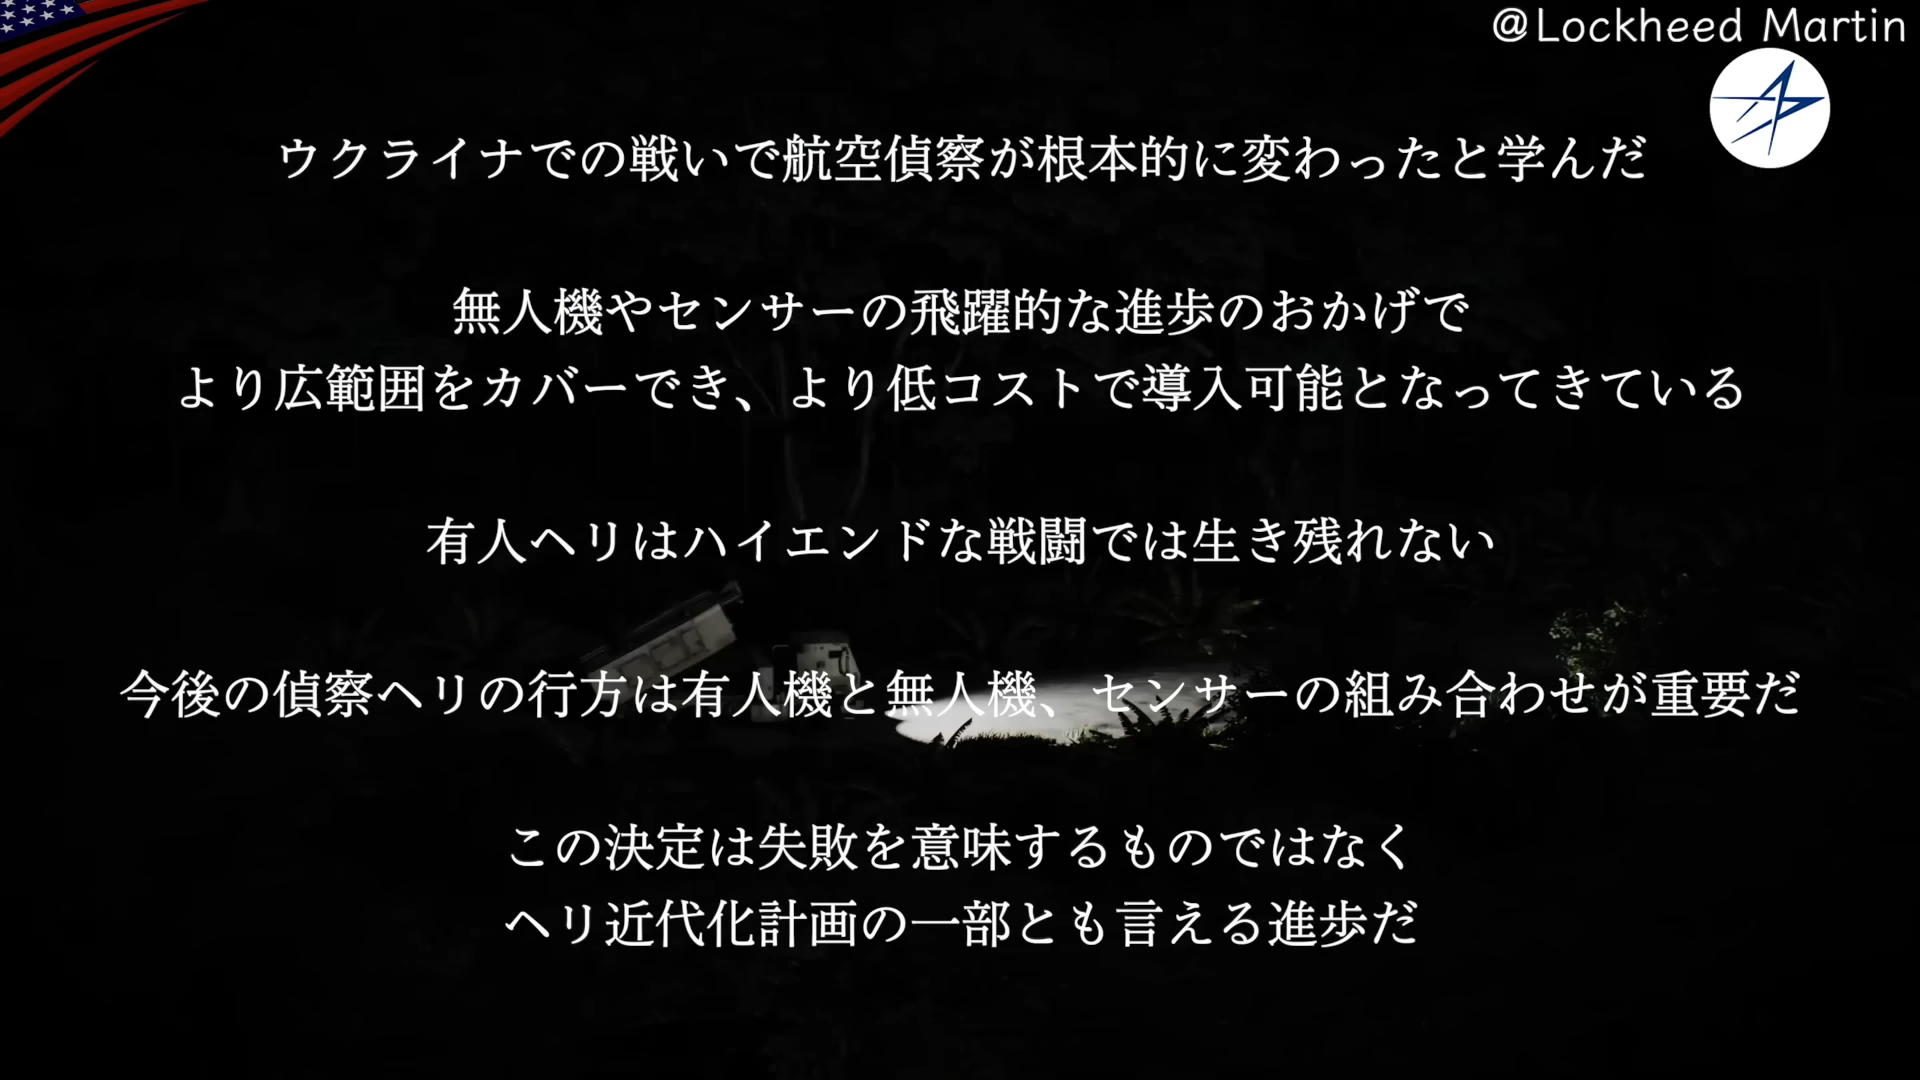 @Lockheed Martin
ウクライナでの戦いで航空偵察が根本的に変わったと学んだ
無人機やセンサーの飛躍的な進歩のおかげで
より広範囲をカバーでき、より低コストで導入可能となってきている
有人ヘリはハイエンドな戦闘では生き残れない
今後の偵察ヘリの行方は有人機と無人機、センサーの組み合わせが重要だ
この決定は失敗を意味するものではなく
ヘリ近代化計画の一部とも言える進歩だ